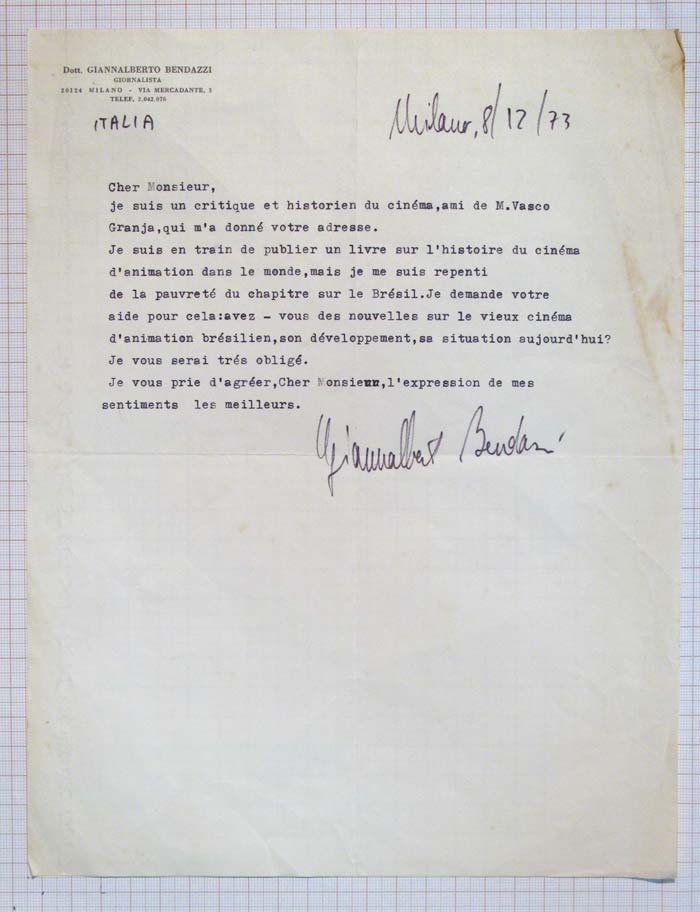 Dott. GIANNALBERTO BENDAZZI
GIORNALISTA
20124 MILANO - VIA MERCADANTE, 3
TELEF. 2.042.076
ITALIA
Milano, 8/12/73
Cher Monsieur,
je suis un critique et historien du cinéma,ami de M.Vasco
Granja,qui m'a donné votre adresse.
Je suis en train de publier un livre sur l'histoire du cinéma
d'animation dans le monde,mais je me suis repenti
de la pauvreté du chapitre sur le Brésil.Je demande votre
aide pour cela:avez - vous des nouvelles sur le vieux cinéma
d'animation brésilien,son développement,sa situation aujourd'hui?
Je vous serai trés obligé.
Je vous prie d'agréer,Cher Monsieur,l'expression de mes
sentiments les meilleurs.
Giannalberto Bendazzi